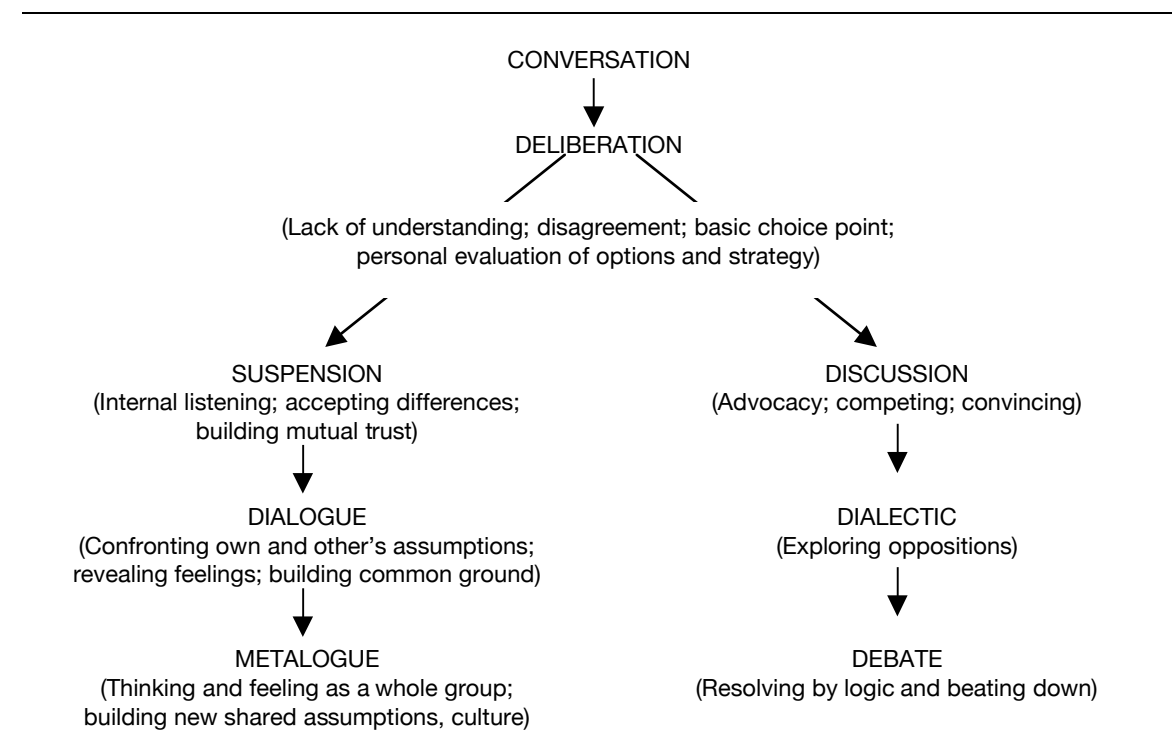 CONVERSATION
DELIBERATION
(Lack of understanding; disagreement; basic choice point;
personal evaluation of options and strategy)
SUSPENSION
(Internal listening; accepting differences;
building mutual trust)
DISCUSSION
(Advocacy; competing; convincing)
DIALOGUE
(Confronting own and other's assumptions;
revealing feelings; building common ground)
DIALECTIC
(Exploring oppositions)
METALOGUE
(Thinking and feeling as a whole group;
building new shared assumptions, culture)
DEBATE
(Resolving by logic and beating down)